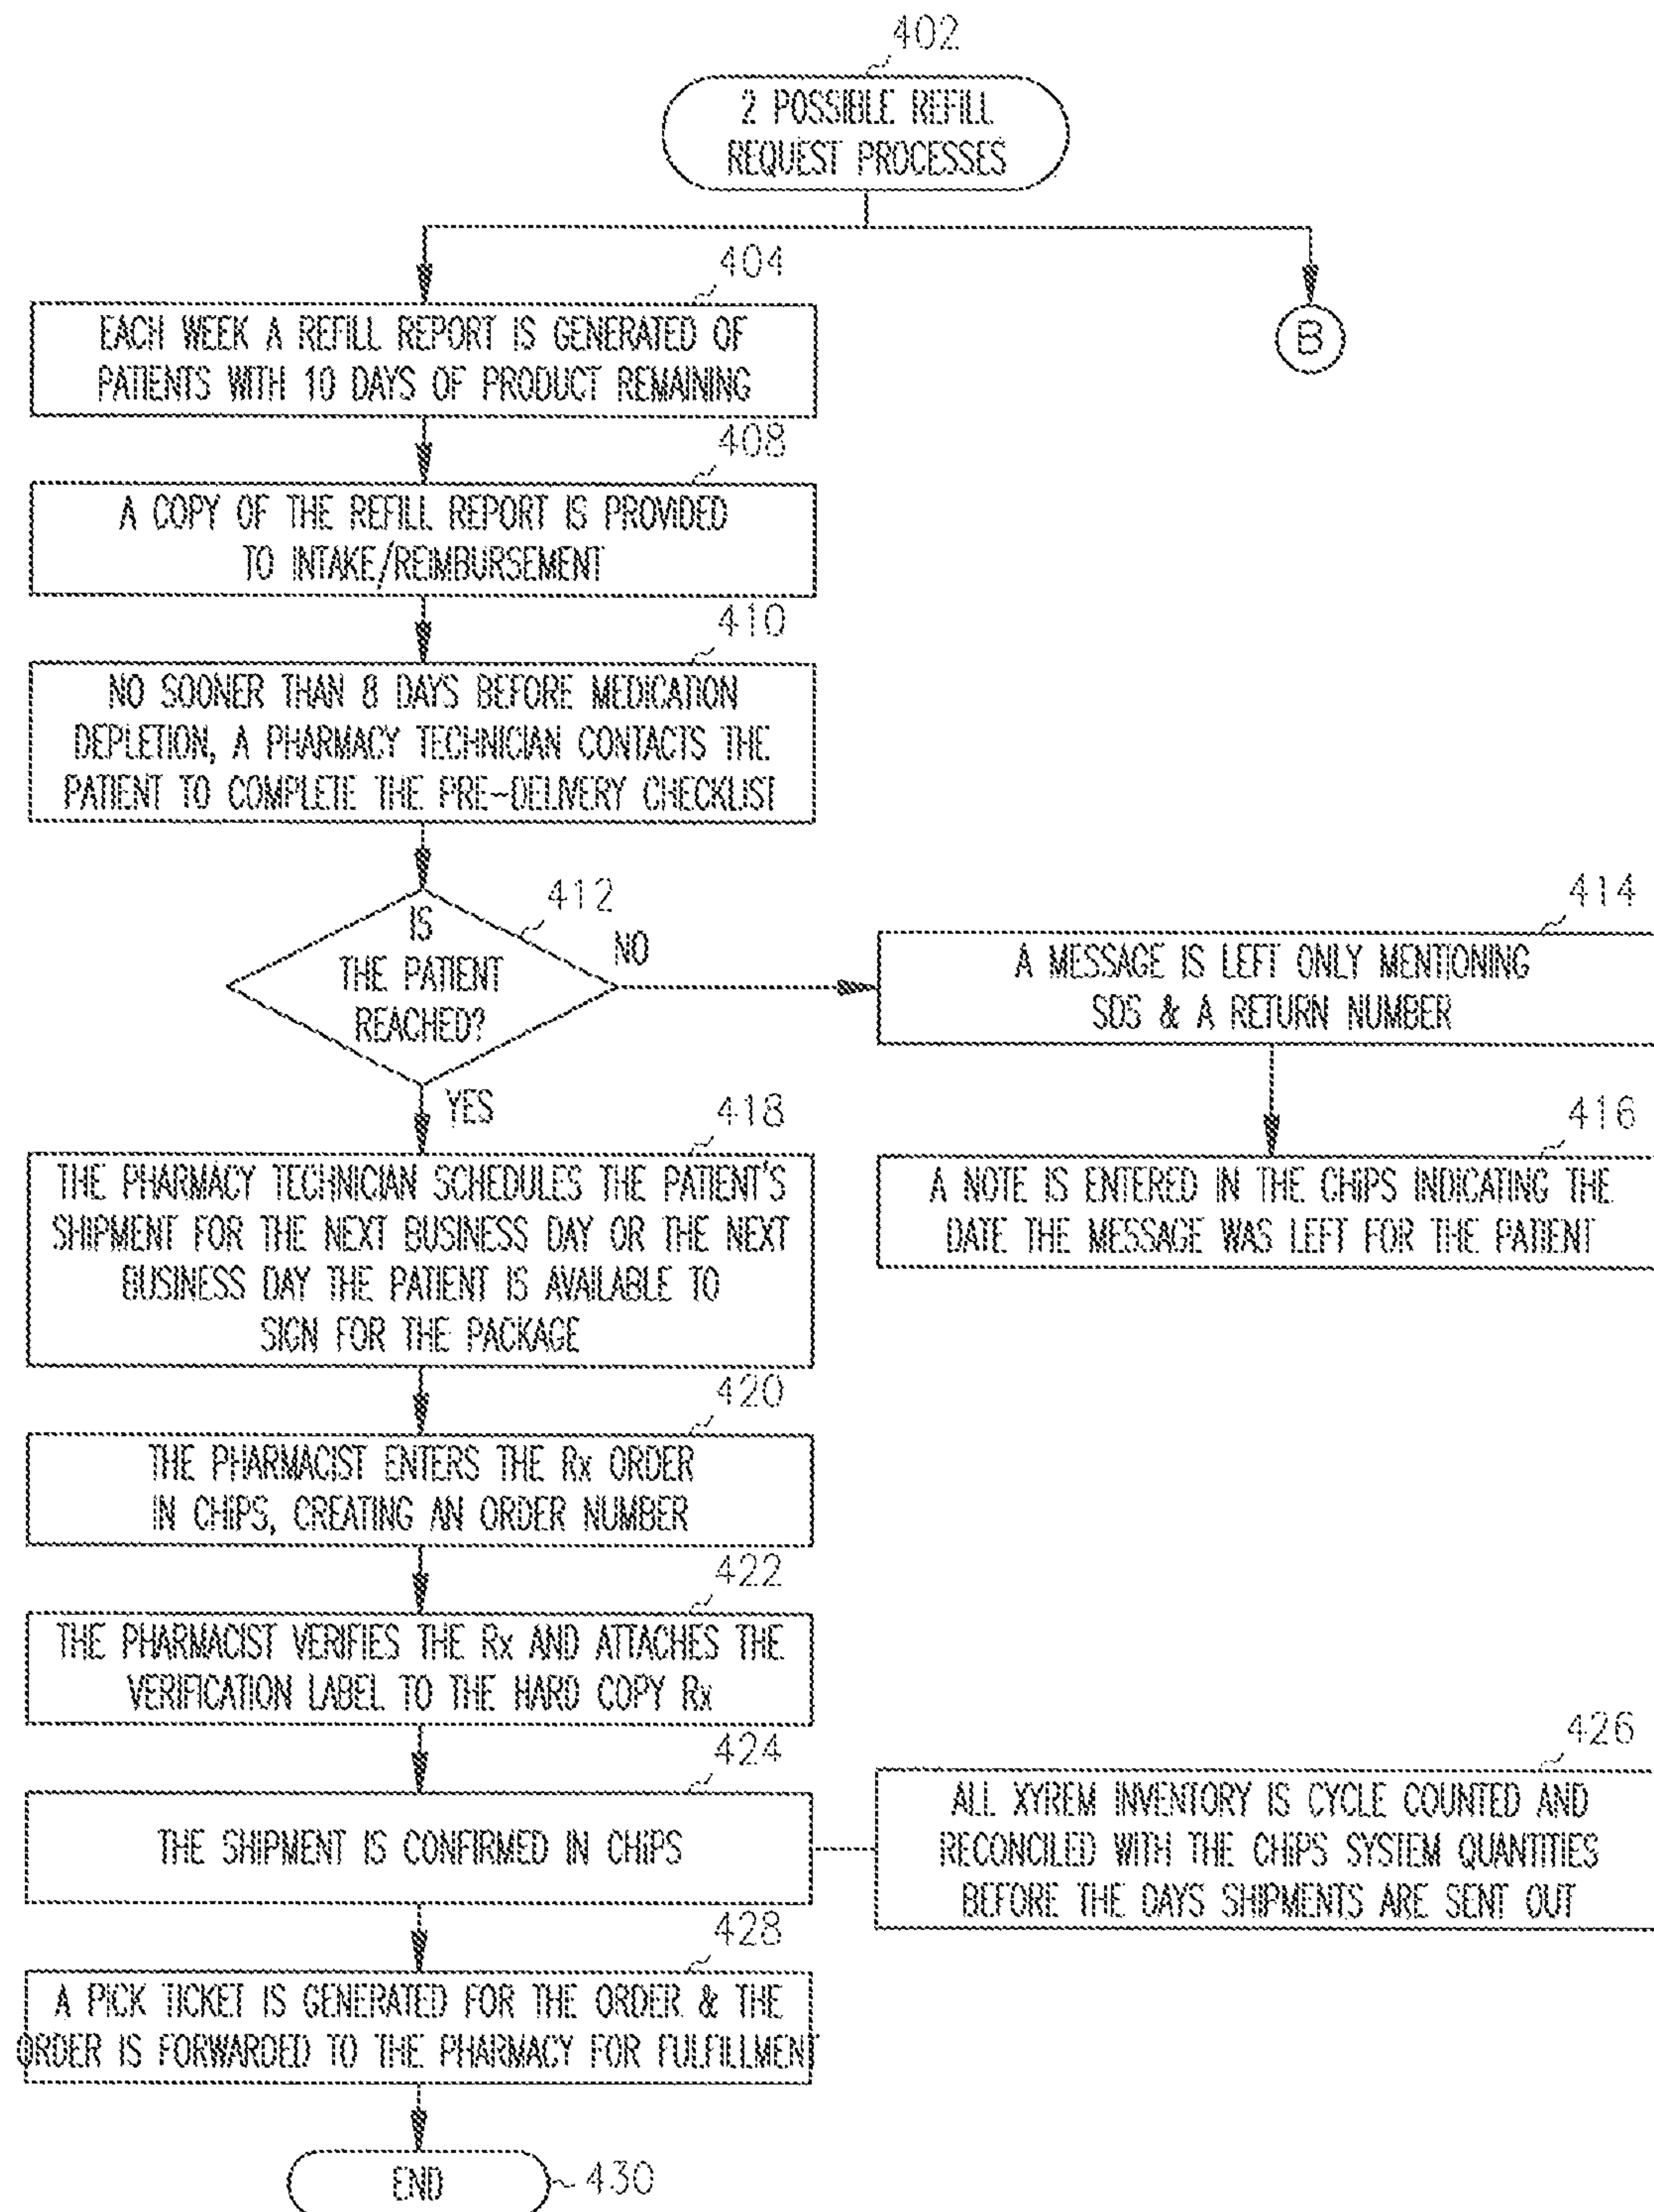 402
2 POSSIBLE REFILL
REQUEST PROCESSES
404
EACH WEEK A REFILL REPORT IS GENERATED OF
PATIENTS WITH 10 DAYS OF PRODUCT REMAINING
B
408
A COPY OF THE REFILL REPORT IS PROVIDED
TO INTAKE/REIMBURSEMENT
410
NO SOONER THAN 8 DAYS BEFORE MEDICATION
DEPLETION, A PHARMACY TECHNICIAN CONTACTS THE
PATIENT TO COMPLETE THE PRE-DELIVERY CHECKLIST
412
IS
THE PATIENT
REACHED?
NO
YES
414
A MESSAGE IS LEFT ONLY MENTIONING
SDS & A RETURN NUMBER
416
A NOTE IS ENTERED IN THE CHIPS INDICATING THE
DATE THE MESSAGE WAS LEFT FOR THE PATIENT
418
THE PHARMACY TECHNICIAN SCHEDULES THE PATIENT'S
SHIPMENT FOR THE NEXT BUSINESS DAY OR THE NEXT
BUSINESS DAY THE PATIENT IS AVAILABLE TO
SIGN FOR THE PACKAGE
420
THE PHARMACIST ENTERS THE Rx ORDER
IN CHIPS, CREATING AN ORDER NUMBER
422
THE PHARMACIST VERIFIES THE Rx AND ATTACHES THE
VERIFICATION LABEL TO THE HARD COPY Rx
424
THE SHIPMENT IS CONFIRMED IN CHIPS
426
ALL XYREM INVENTORY IS CYCLE COUNTED AND
RECONCILED WITH THE CHIPS SYSTEM QUANTITIES
BEFORE THE DAYS SHIPMENTS ARE SENT OUT
428
A PICK TICKET IS GENERATED FOR THE ORDER & THE
ORDER IS FORWARDED TO THE PHARMACY FOR FULFILLMENT
END
430